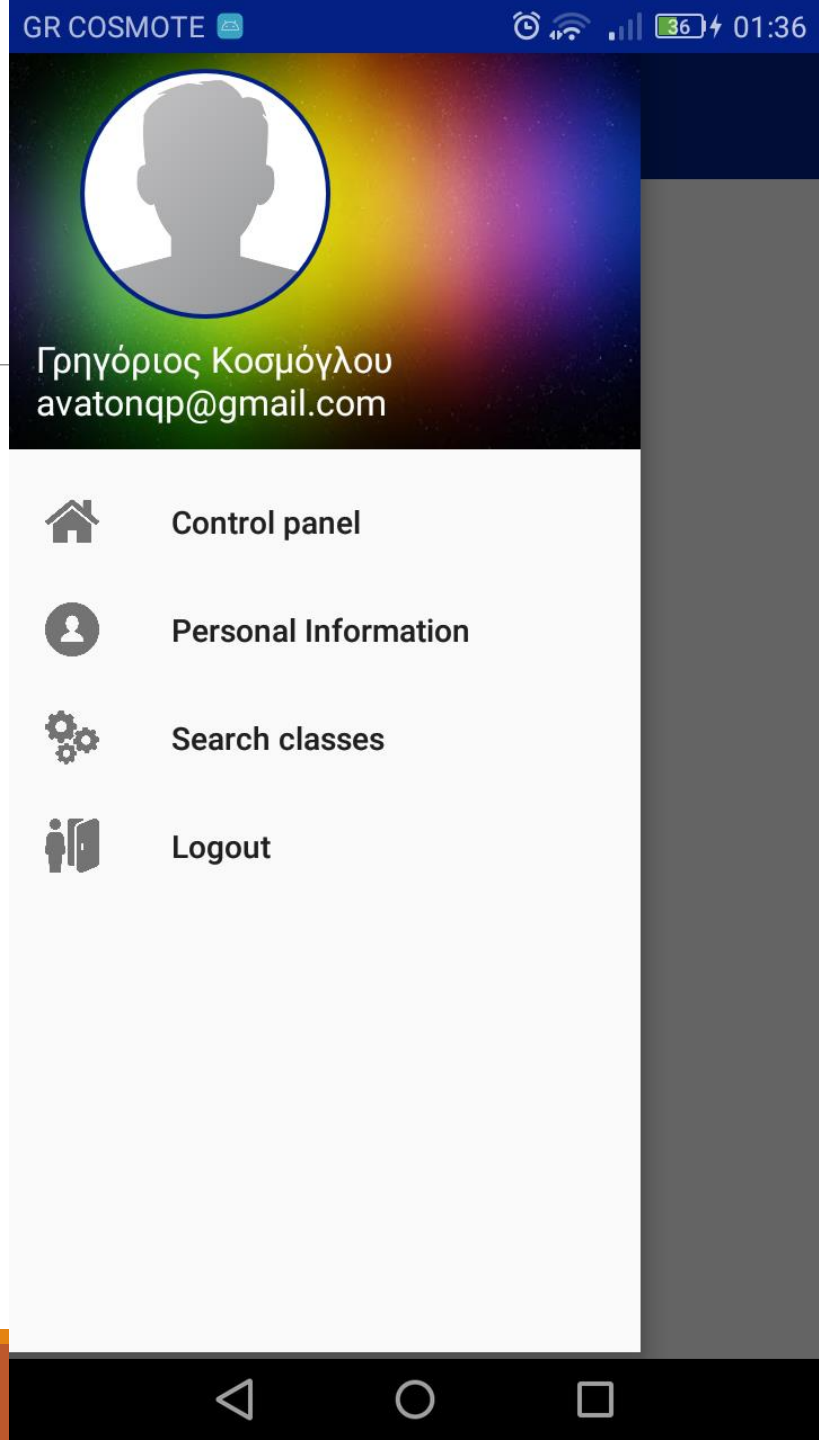 GR COSMOTE 36 01:36
Γρηγόριος Κοσμόγλου
avatonqp@gmail.com
Control panel
Personal Information
Search classes
Logout